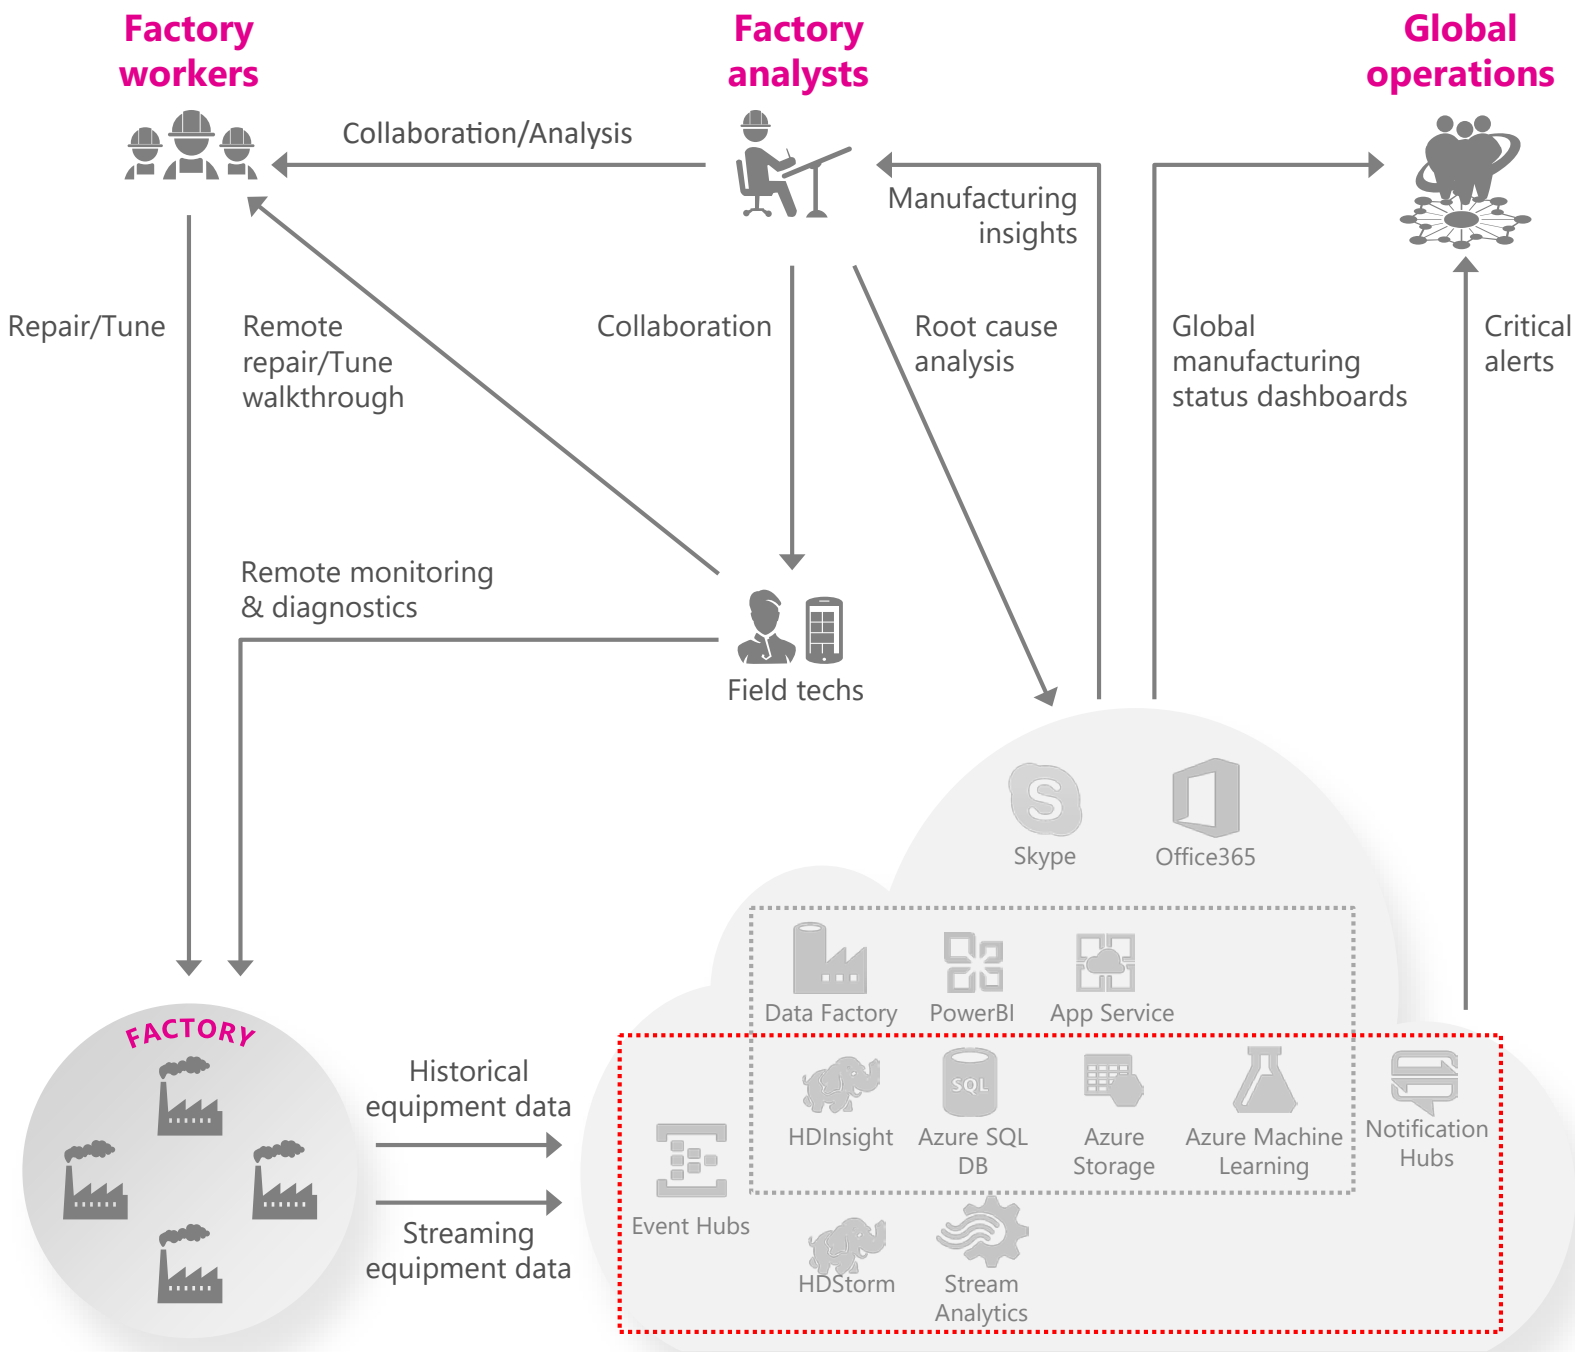 Factory
workers
Factory
analysts
Global
operations
Collaboration/Analysis
Manufacturing
insights
Repair/Tune
Remote
repair/Tune
walkthrough
Collaboration
Root cause
analysis
Global
manufacturing
status dashboards
Critical
alerts
Remote monitoring
& diagnostics
Field techs
S
Skype
Office365
Data Factory
PowerBI
App Service
FACTORY
Historical
equipment data
Streaming
equipment data
Event Hubs
HDInsight
SQL
Azure SQL
DB
Azure
Storage
Azure Machine
Learning
Notification
Hubs
HDStorm
Stream
Analytics